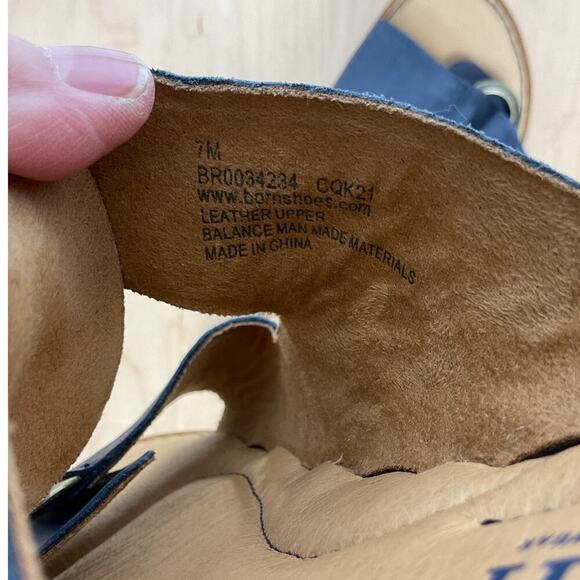 7M
BR0034234 CQK21
www.bornshoes.com
LEATHER UPPER
BALANCE MAN MADE MATERIALS
MADE IN CHINA